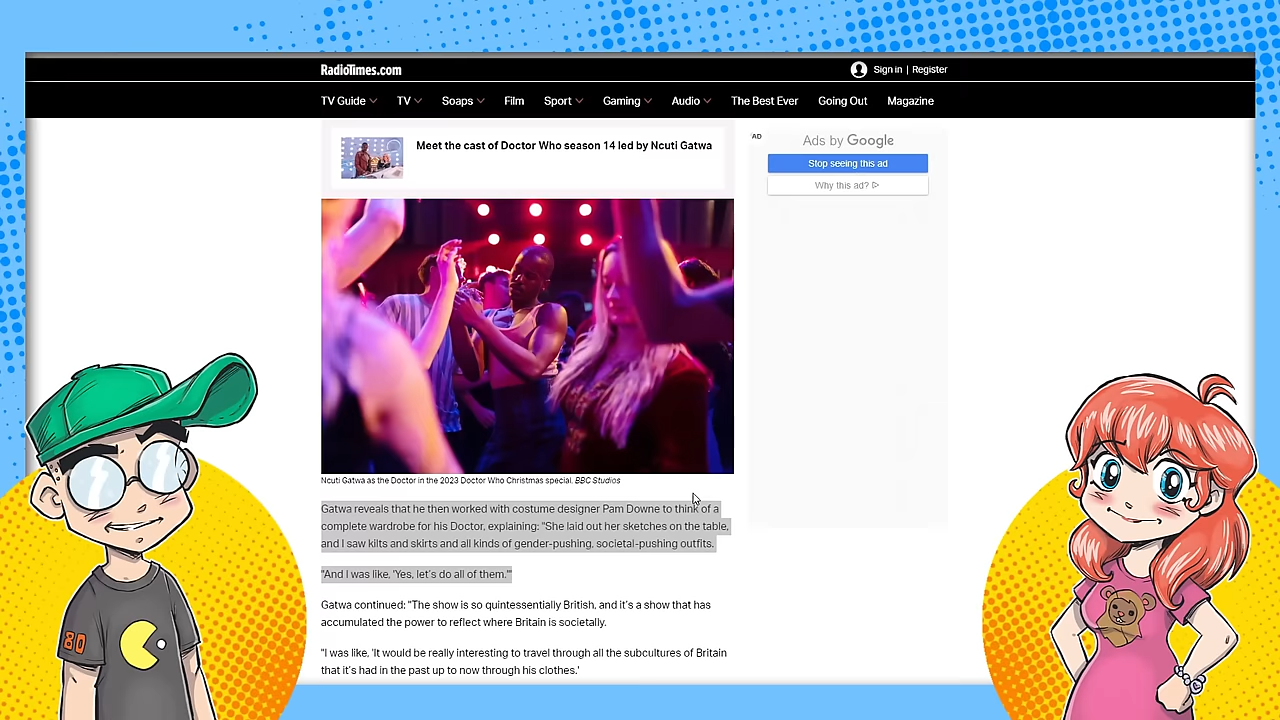 RadioTimes.com
Sign in | Register
TV Guide TV Soaps Film Sport Gaming Audio The Best Ever Going Out Magazine
Meet the cast of Doctor Who season 14 led by Ncuti Gatwa
AD
Ads by Google
Stop seeing this ad
Why this ad?
Ncuti Gatwa as the Doctor in the 2023 Doctor Who Christmas special. BBC Studios
Gatwa reveals that he then worked with costume designer Pam Downe to think of a
complete wardrobe for his Doctor, explaining: "She laid out her sketches on the table,
and I saw kilts and skirts and all kinds of gender-pushing, societal-pushing outfits.
"And I was like, 'Yes, let's do all of them.'"
Gatwa continued: "The show is so quintessentially British, and it's a show that has
accumulated the power to reflect where Britain is societally.
"I was like, 'It would be really interesting to travel through all the subcultures of Britain
that it's had in the past up to now through his clothes.'
80